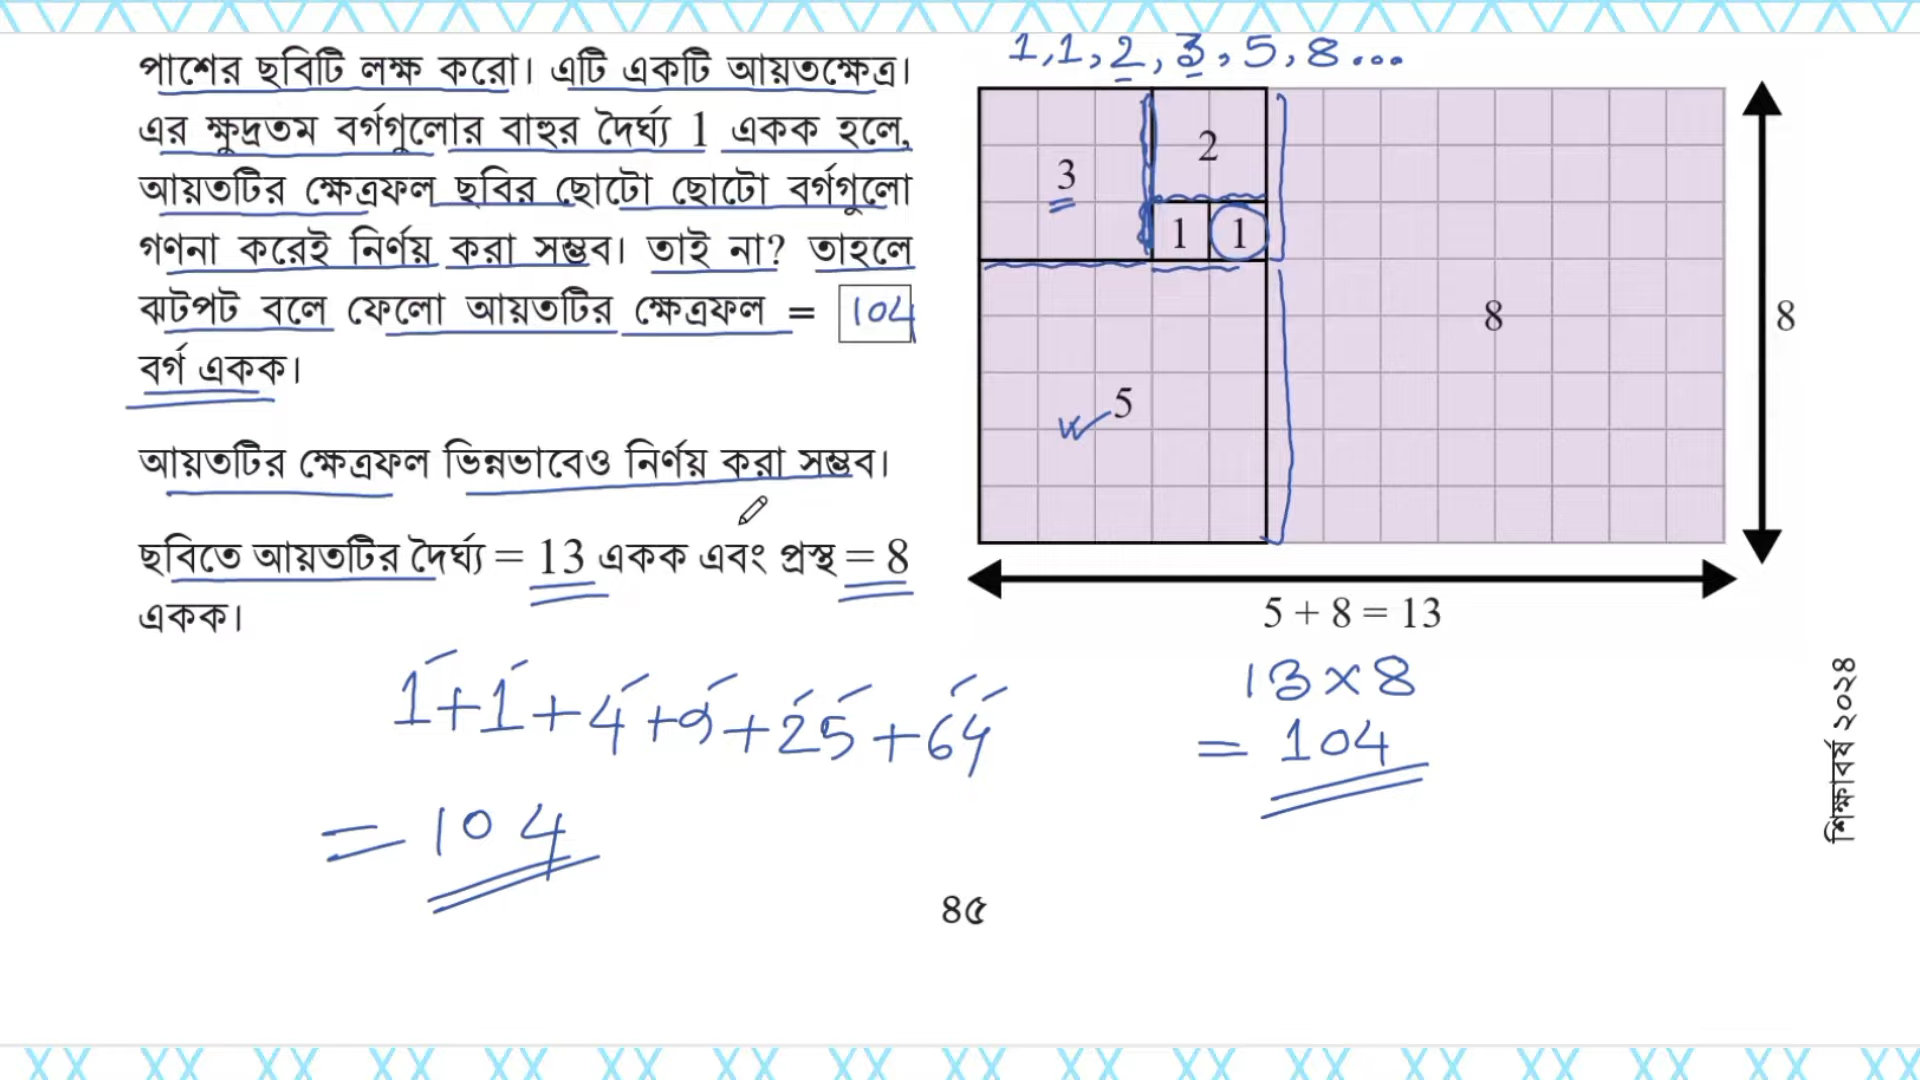 পাশের ছবিটি লক্ষ করো। এটি একটি আয়তক্ষেত্র।
এর ক্ষুদ্রতম বর্গগুলোর বাহুর দৈর্ঘ্য 1 একক হলে,
আয়তটির ক্ষেত্রফল ছবির ছোটো ছোটো বর্গগুলো
গণনা করেই নির্ণয় করা সম্ভব। তাই না? তাহলে
ঝটপট বলে ফেলো আয়তটির ক্ষেত্রফল = 104
বর্গ একক।
আয়তটির ক্ষেত্রফল ভিন্নভাবেও নির্ণয় করা সম্ভব।
ছবিতে আয়তটির দৈর্ঘ্য = 13 একক এবং প্রস্থ = 8
একক।
1+1+4+9+25+64
= 104
1,1,2,3,5,8...
2
3
1 1
8
8
5
5 + 8 = 13
13×8
= 104
শিক্ষাবর্ষ ২০২৪
৪৫